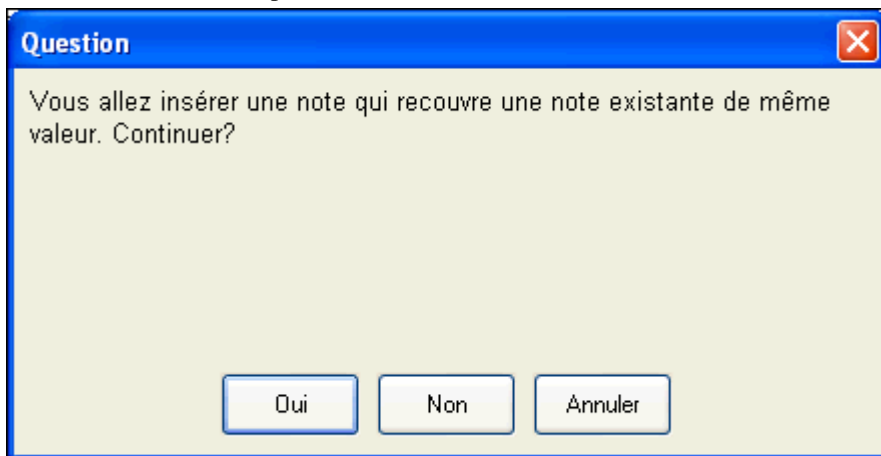 Question
Vous allez insérer une note qui recouvre une note existante de même
valeur. Continuer?
Oui
Non
Annuler